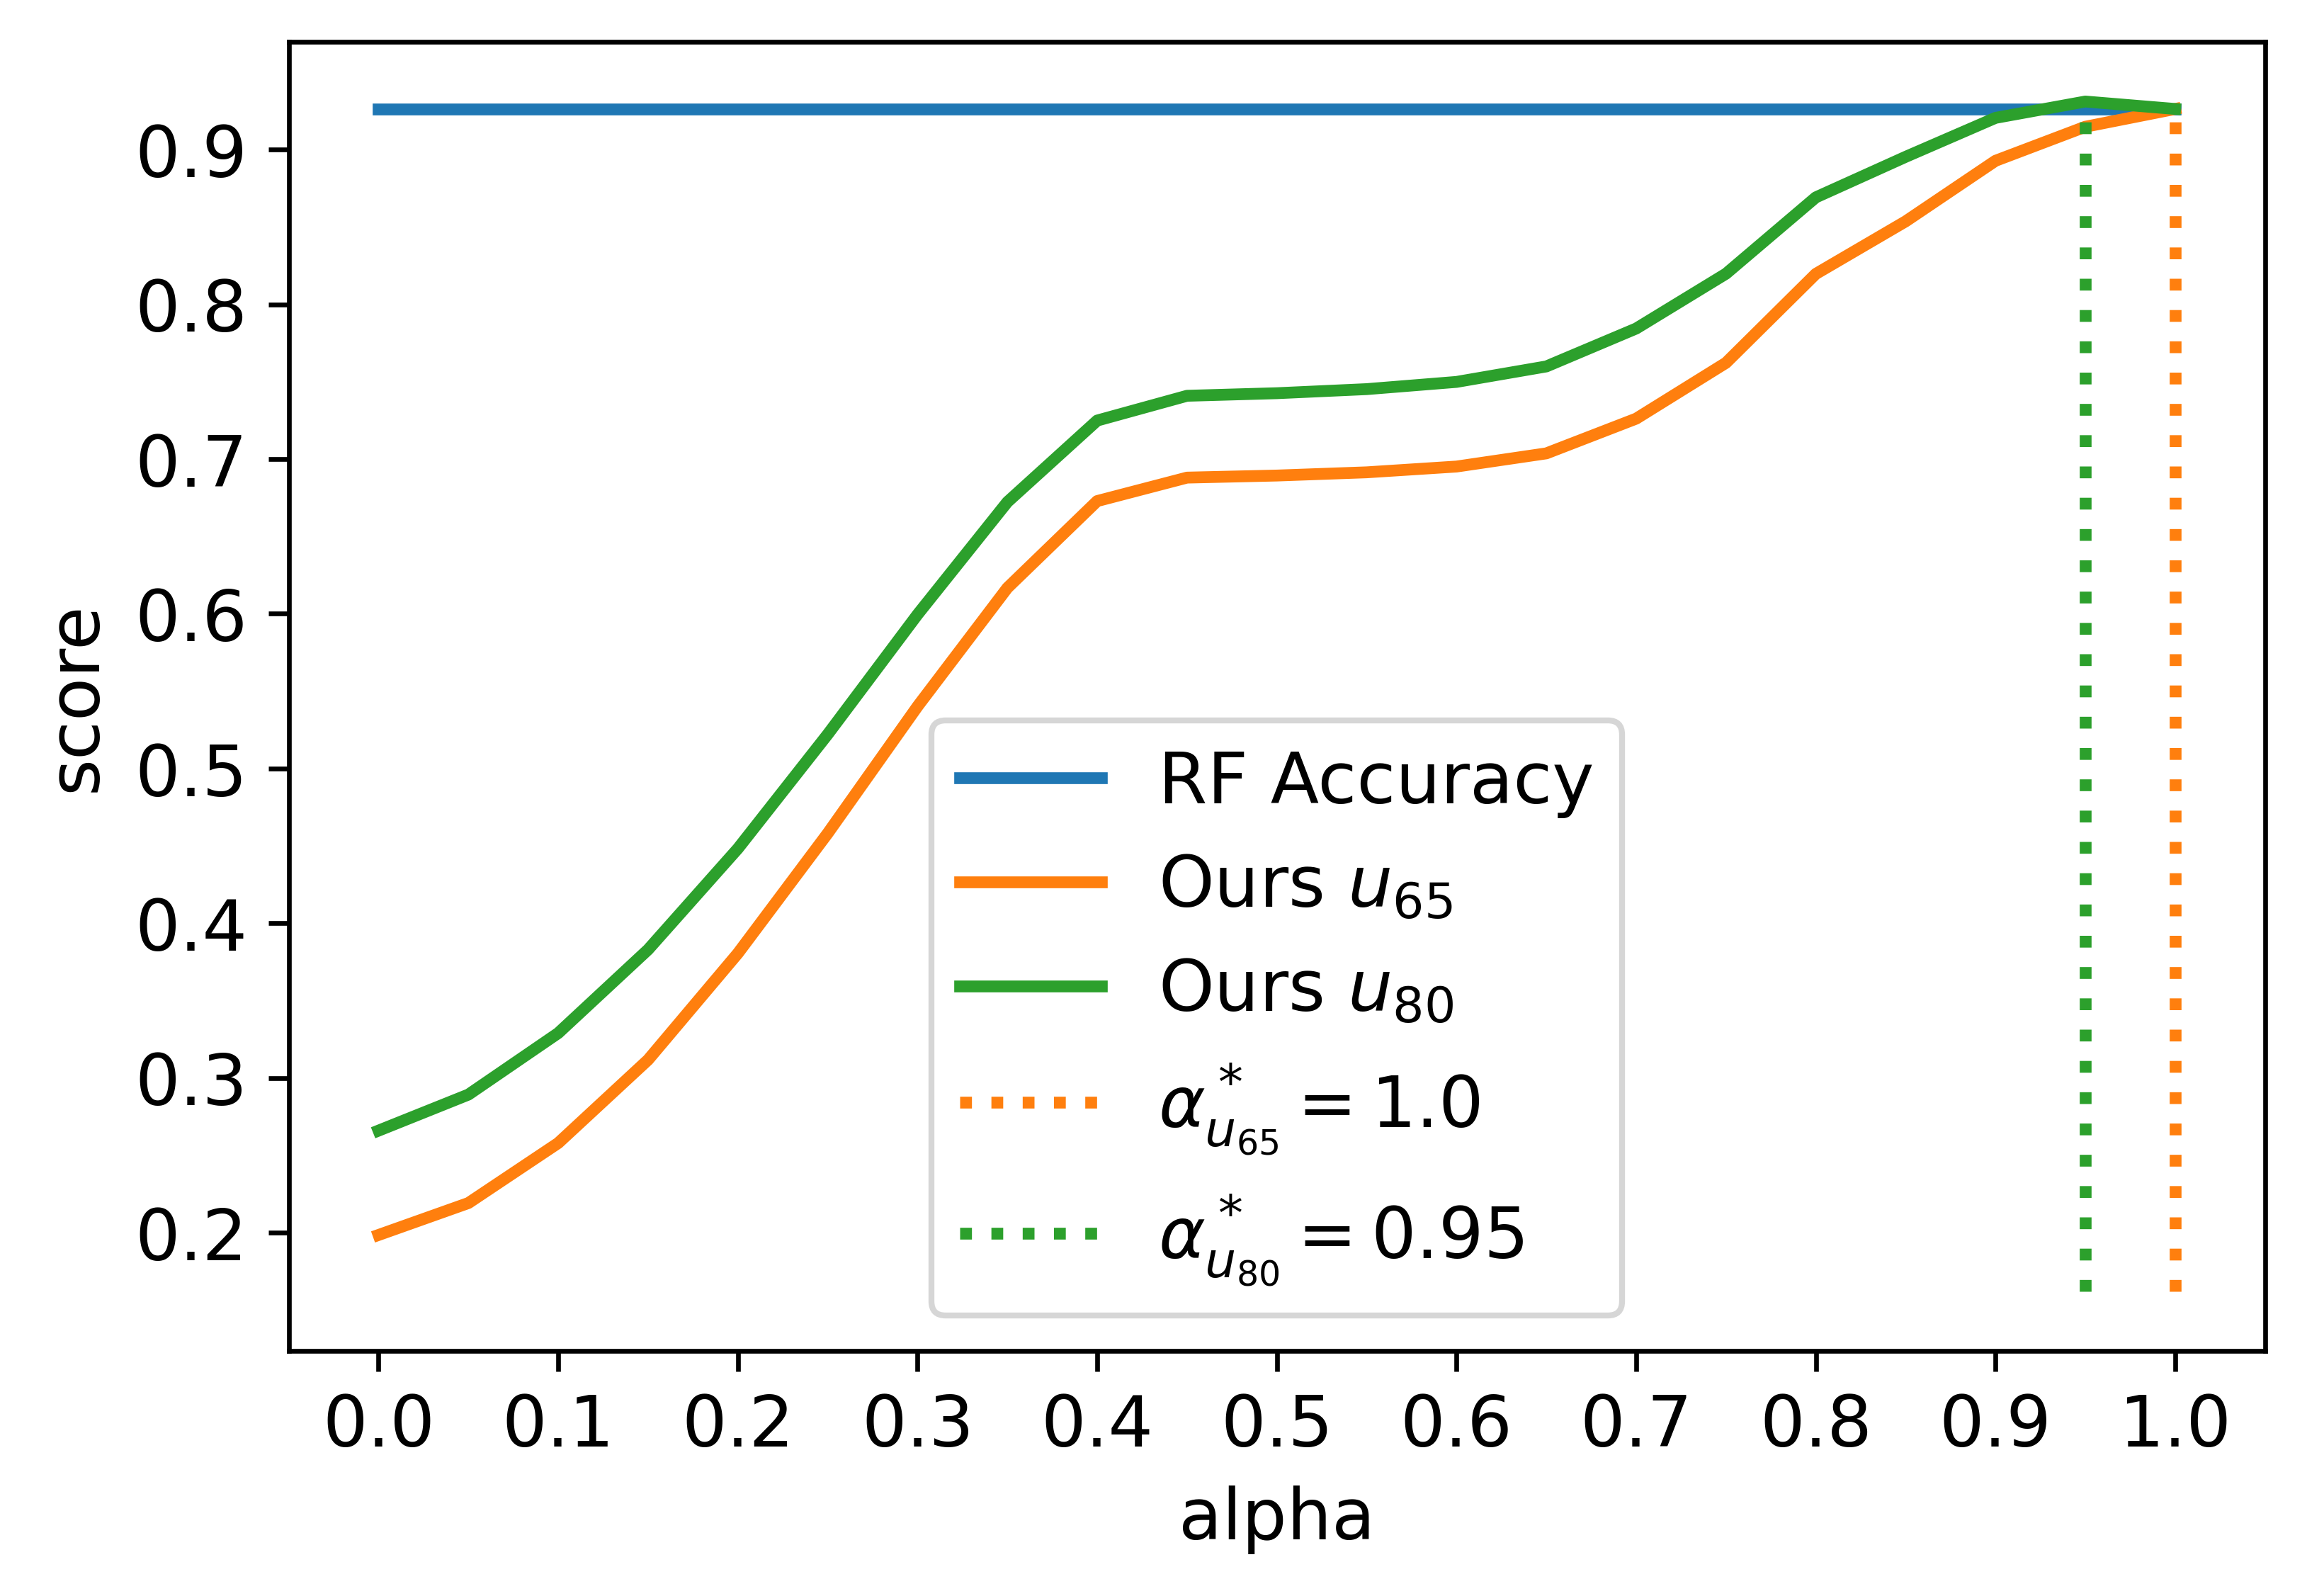 0.9
0.8
0.7
0.6
0.5
0.4
0.3
0.2
score
RF Accuracy
Ours u₆₅
Ours u₈₀
α*ᵤ₆₅ = 1.0
α*ᵤ₈₀ = 0.95
0.0 0.1 0.2 0.3 0.4 0.5 0.6 0.7 0.8 0.9 1.0
alpha